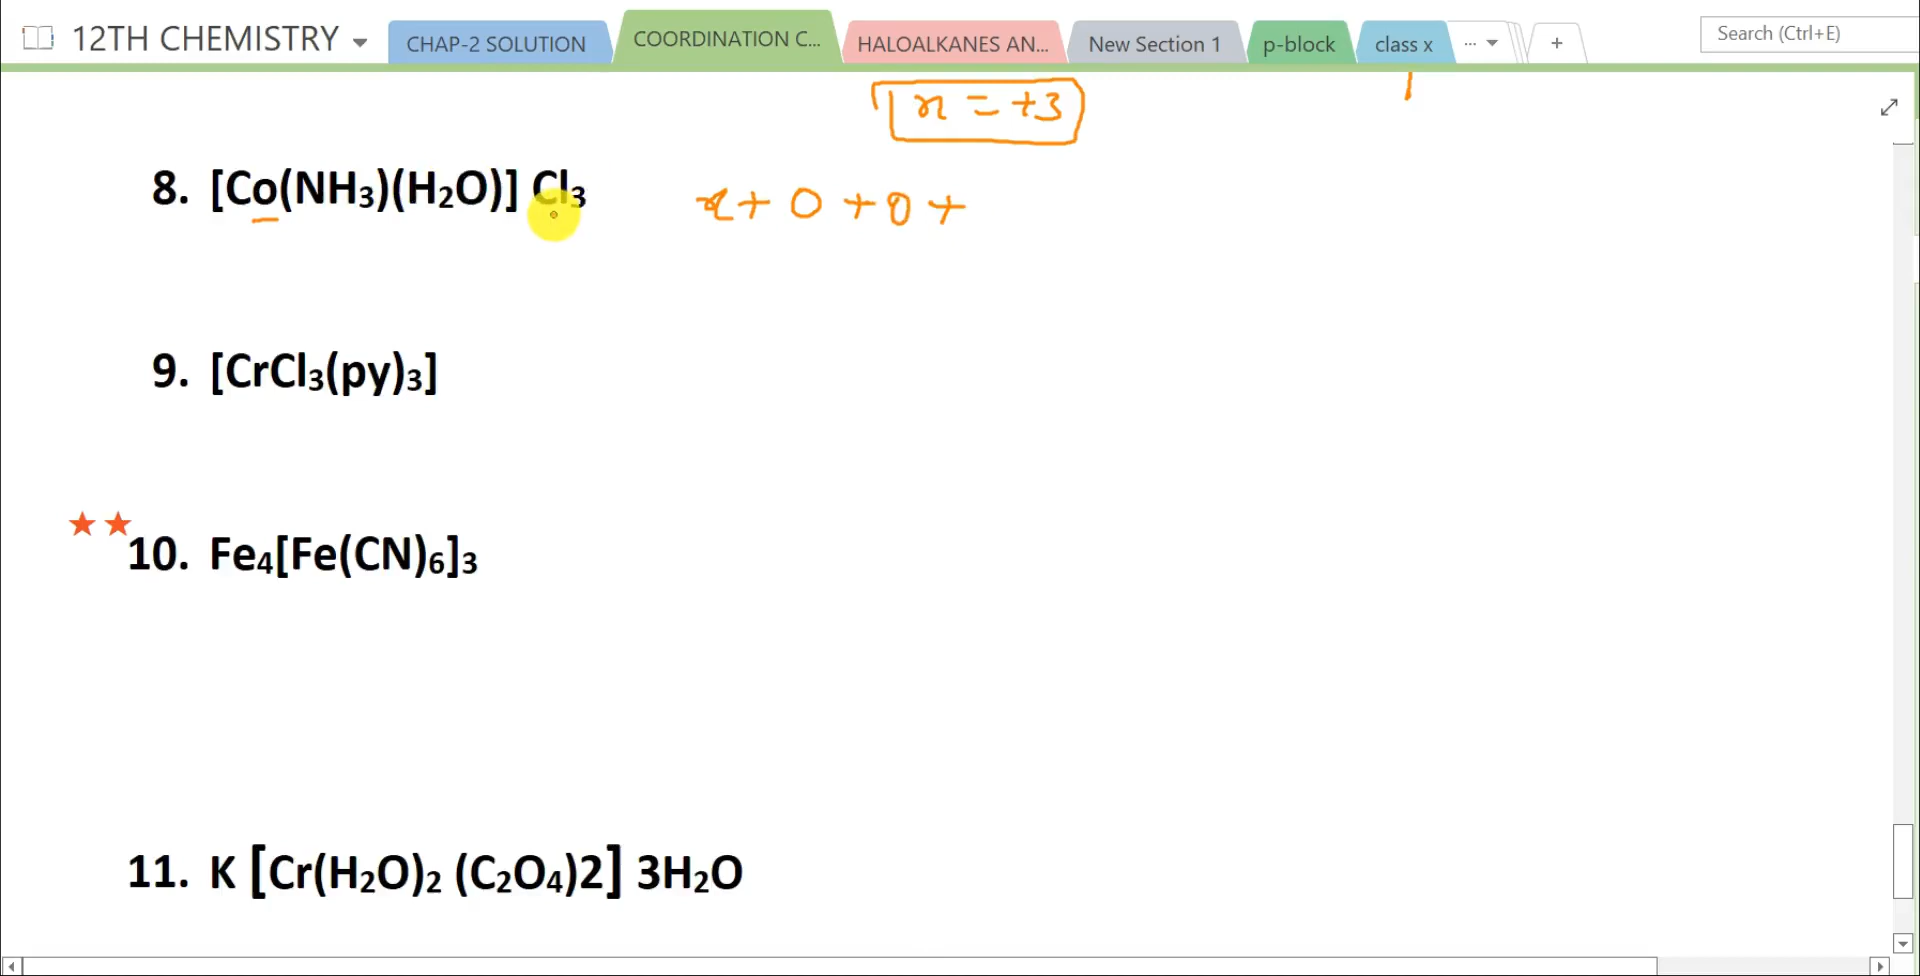 12TH CHEMISTRY
CHAP-2 SOLUTION
COORDINATION C...
HALOALKANES AN...
New Section 1
p-block
class x
...
+
Search (Ctrl+E)
x = +3
8. [Co(NH₃)(H₂O)] Cl₃
x + 0 + 0 +
9. [CrCl₃(py)₃]
10. Fe₄[Fe(CN)₆]₃
11. K [Cr(H₂O)₂ (C₂O₄)2] 3H₂O